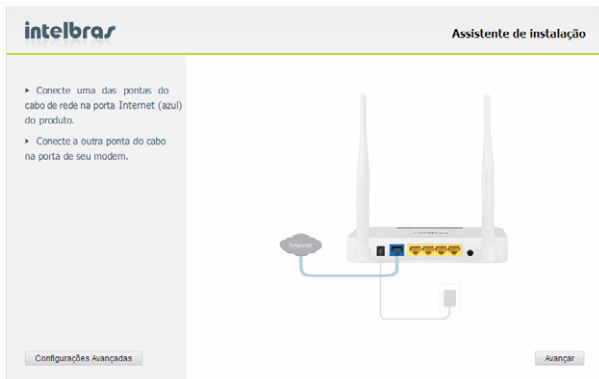 intelbras
Assistente de instalação
▸ Conecte uma das pontas do
cabo de rede na porta Internet (azul)
do produto.
▸ Conecte a outra ponta do cabo
na porta de seu modem.
Internet
Configurações Avançadas
Avançar